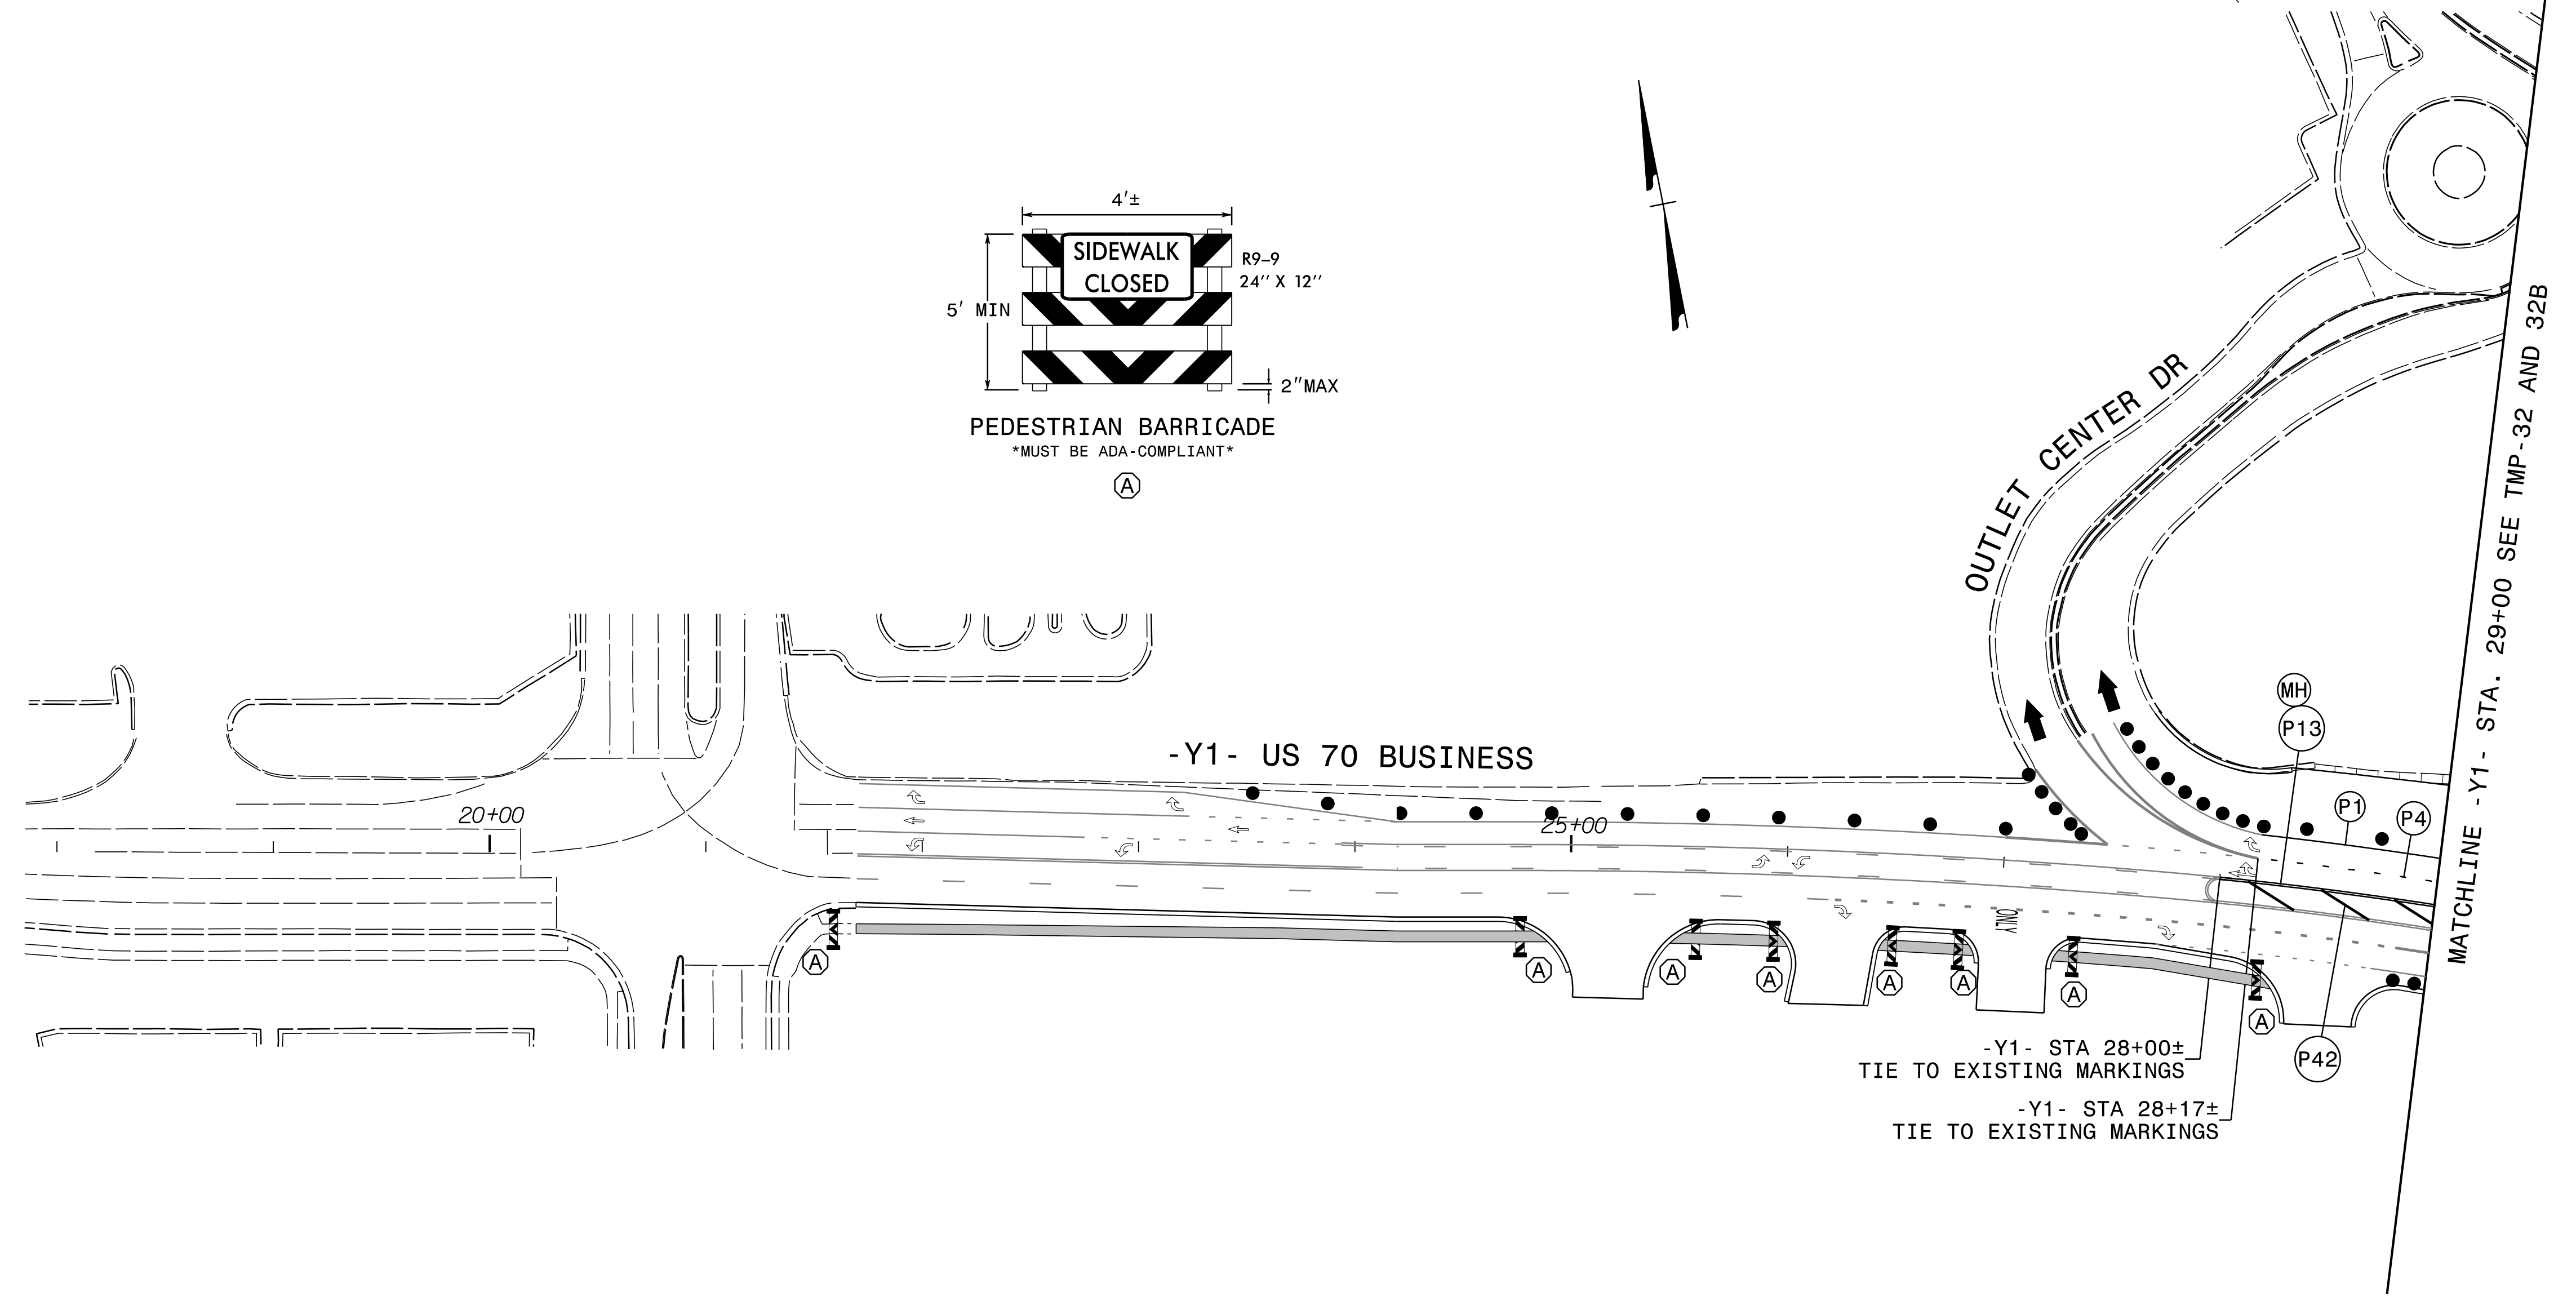 4'±
SIDEWALK
CLOSED
R9-9
24'' X 12''
5' MIN
2"MAX
PEDESTRIAN BARRICADE
*MUST BE ADA-COMPLIANT*
A
OUTLET CENTER DR
MATCHLINE -Y1- STA. 29+00 SEE TMP-32 AND 32B
MH
P13
P1
P4
-Y1- US 70 BUSINESS
20+00
25+00
ONLY
A
A
A
A
A
A
A
A
-Y1- STA 28+00±
TIE TO EXISTING MARKINGS
P42
-Y1- STA 28+17±
TIE TO EXISTING MARKINGS